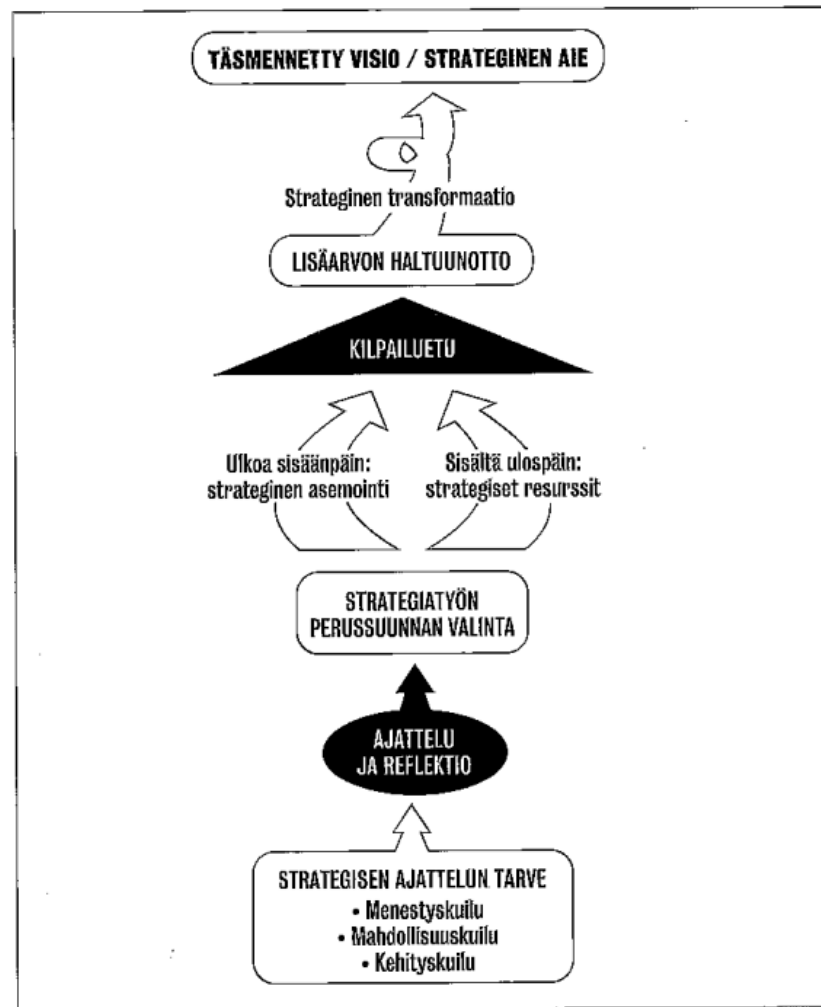 TÄSMENNETTY VISIO / STRATEGINEN AIE
Strateginen transformaatio
LISÄARVON HALTUUNOTTO
KILPAILUETU
Ulkoa sisäänpäin:
strateginen asemointi
Sisältä ulospäin:
strategiset resurssit
STRATEGIATYÖN
PERUSSUUNNAN VALINTA
AJATTELU
JA REFLEKTIO
STRATEGISEN AJATTELUN TARVE
• Menestyskuilu
• Mahdollisuuskuilu
• Kehityskuilu